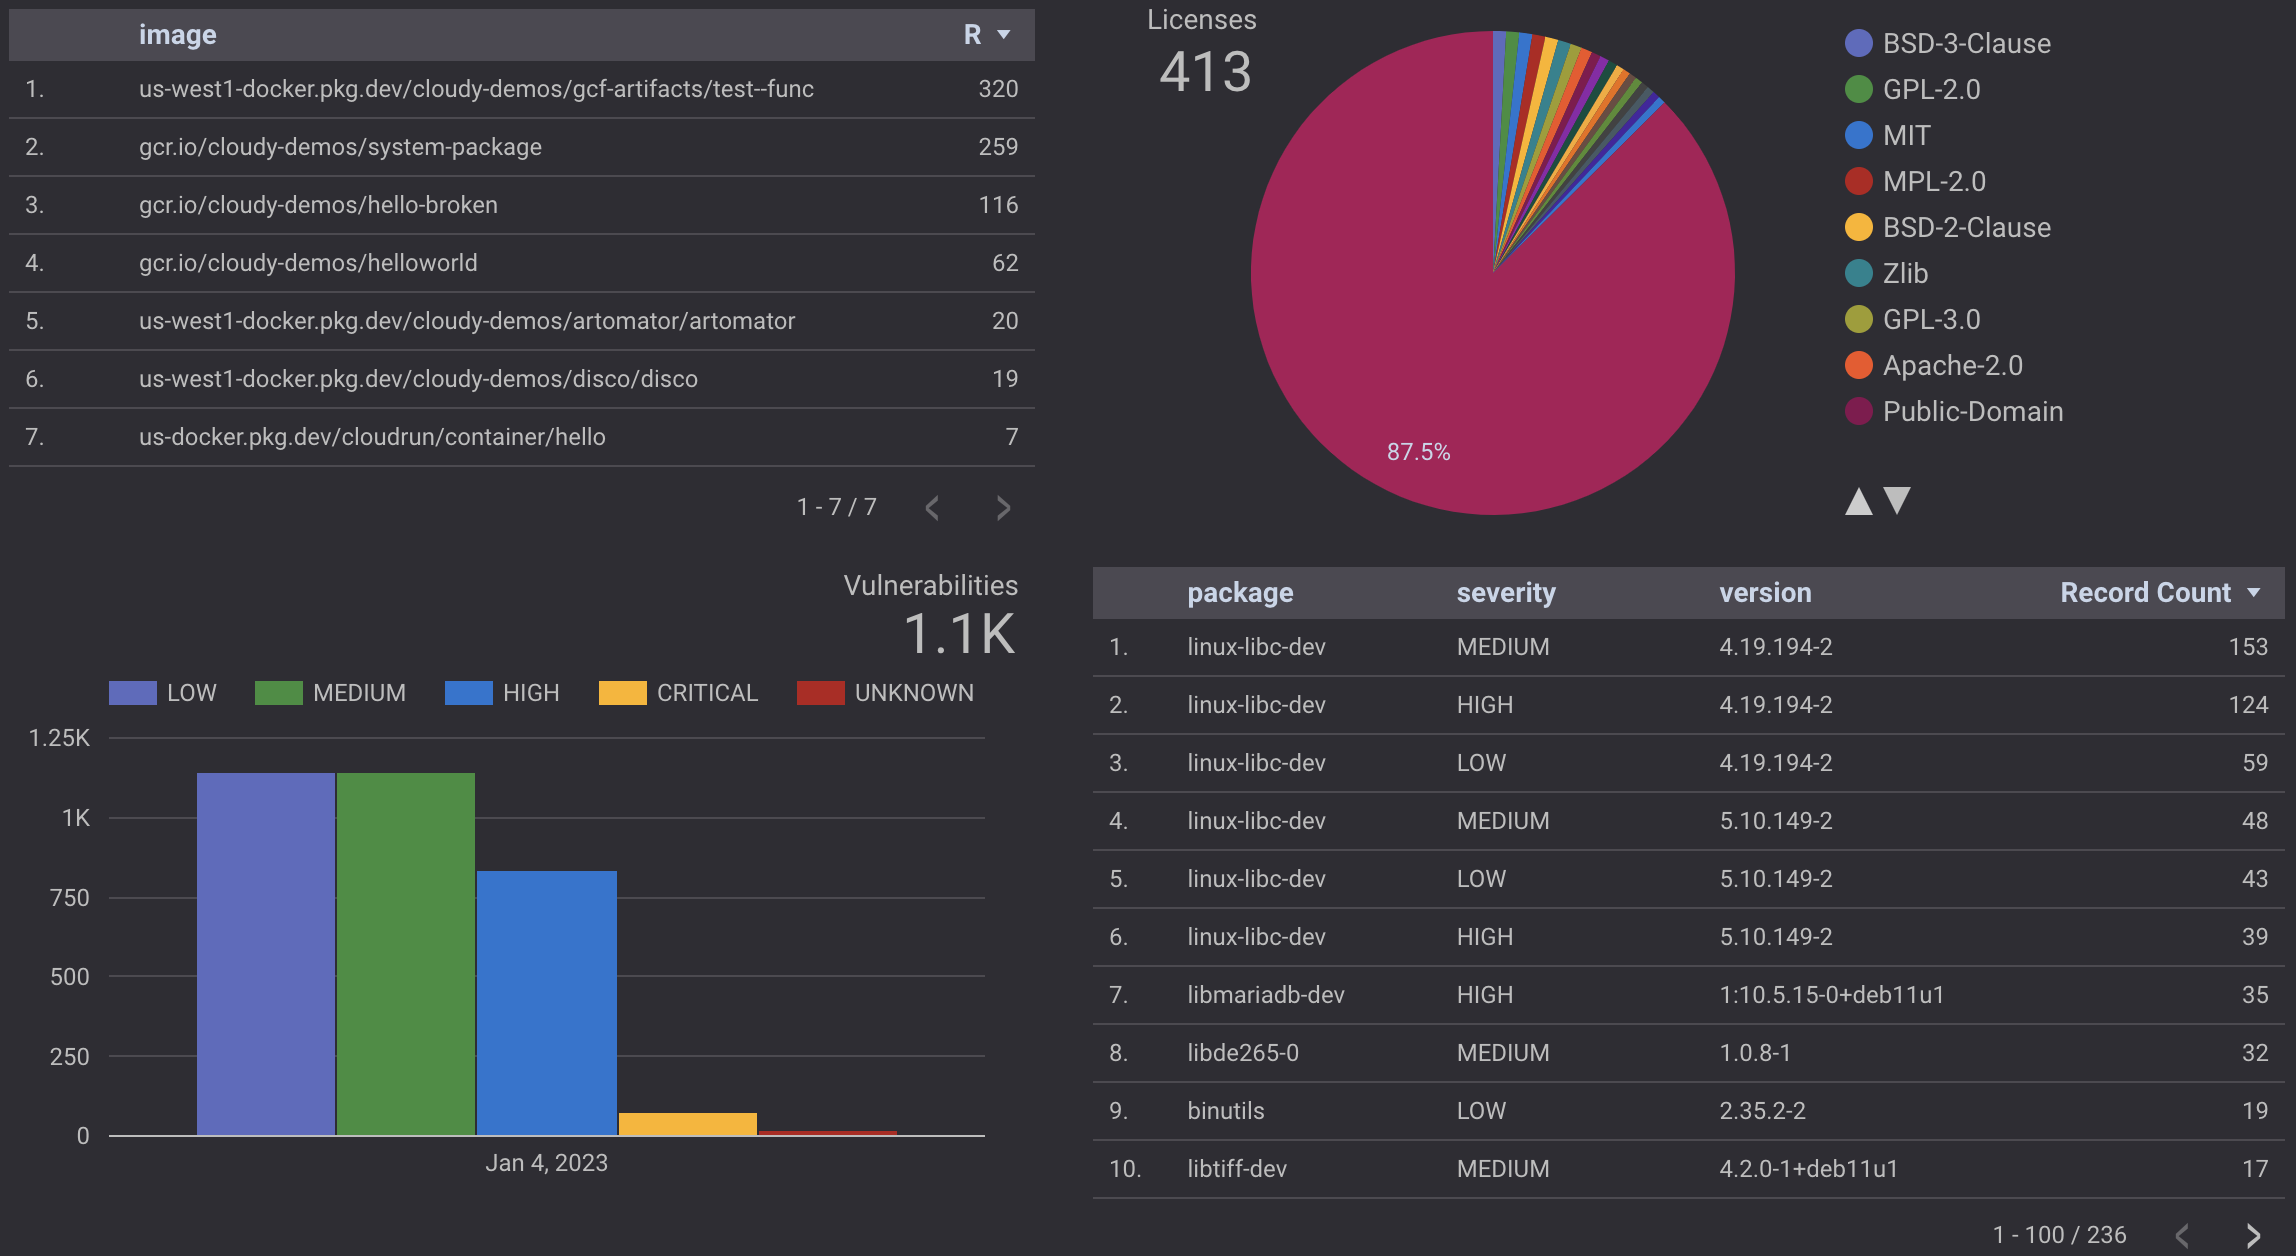 image R
1. us-west1-docker.pkg.dev/cloudy-demos/gcf-artifacts/test--func 320
2. gcr.io/cloudy-demos/system-package 259
3. gcr.io/cloudy-demos/hello-broken 116
4. gcr.io/cloudy-demos/helloworld 62
5. us-west1-docker.pkg.dev/cloudy-demos/artomator/artomator 20
6. us-west1-docker.pkg.dev/cloudy-demos/disco/disco 19
7. us-docker.pkg.dev/cloudrun/container/hello 7
1 - 7 / 7
Licenses
413
87.5%
BSD-3-Clause
GPL-2.0
MIT
MPL-2.0
BSD-2-Clause
Zlib
GPL-3.0
Apache-2.0
Public-Domain
Vulnerabilities
1.1K
LOW MEDIUM HIGH CRITICAL UNKNOWN
1.25K
1K
750
500
250
0
Jan 4, 2023
package severity version Record Count
1. linux-libc-dev MEDIUM 4.19.194-2 153
2. linux-libc-dev HIGH 4.19.194-2 124
3. linux-libc-dev LOW 4.19.194-2 59
4. linux-libc-dev MEDIUM 5.10.149-2 48
5. linux-libc-dev LOW 5.10.149-2 43
6. linux-libc-dev HIGH 5.10.149-2 39
7. libmariadb-dev HIGH 1:10.5.15-0+deb11u1 35
8. libde265-0 MEDIUM 1.0.8-1 32
9. binutils LOW 2.35.2-2 19
10. libtiff-dev MEDIUM 4.2.0-1+deb11u1 17
1 - 100 / 236